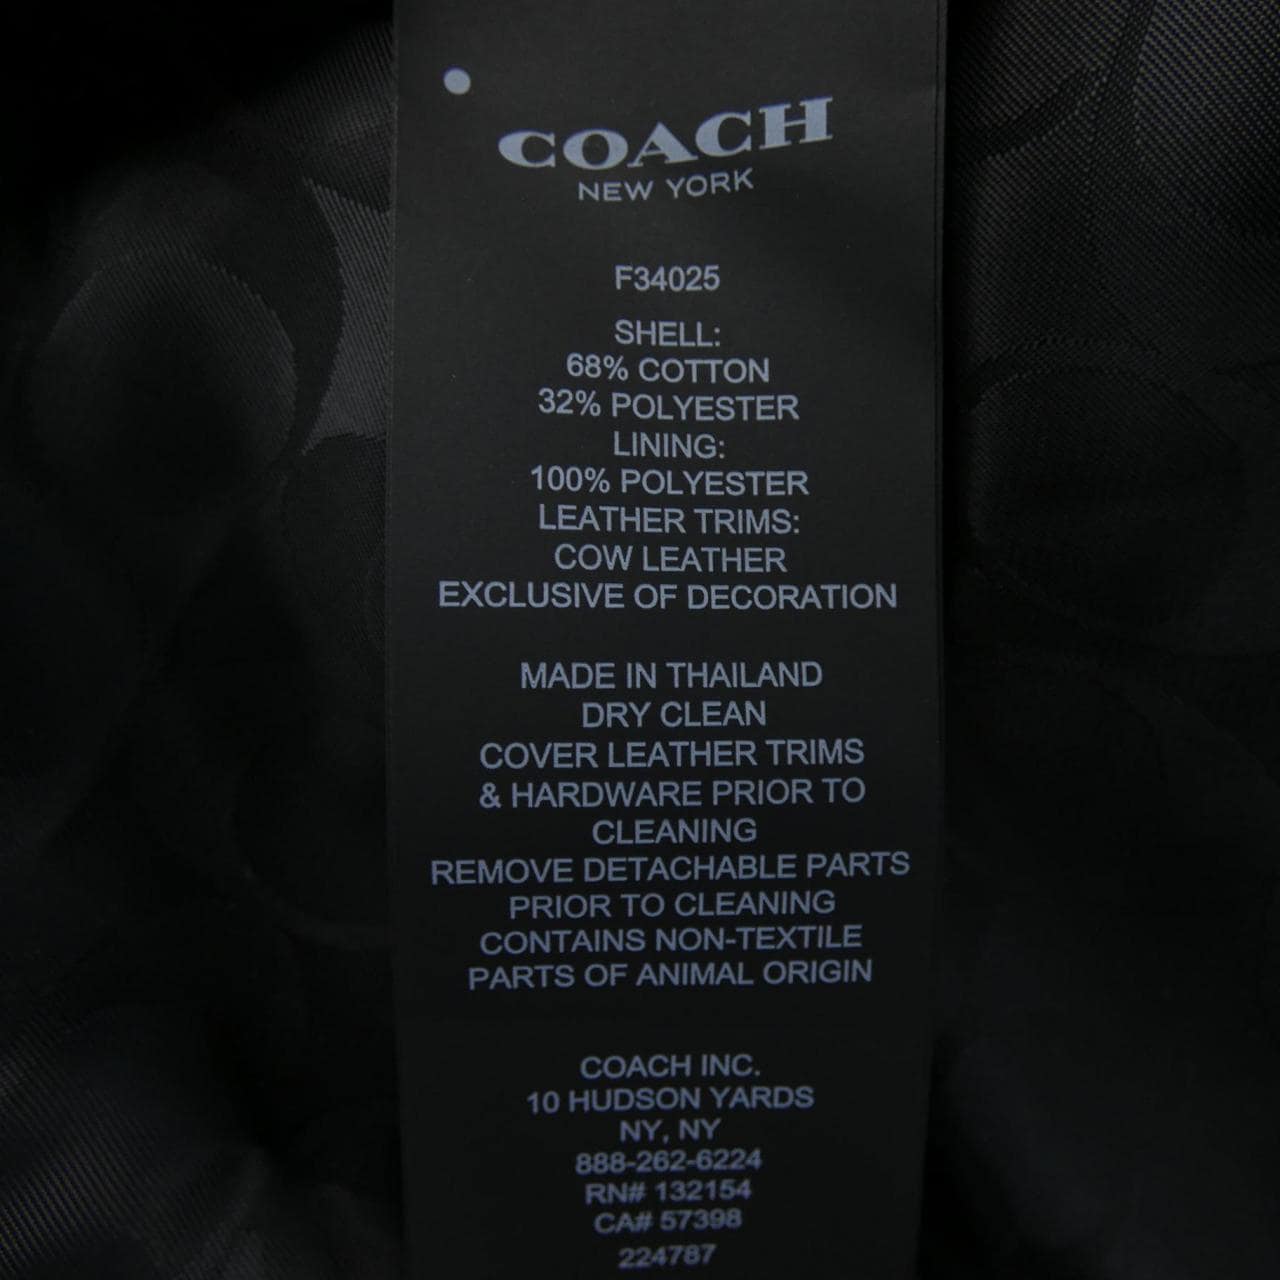 COACH
NEW YORK
F34025
SHELL:
68% COTTON
32% POLYESTER
LINING:
100% POLYESTER
LEATHER TRIMS:
COW LEATHER
EXCLUSIVE OF DECORATION
MADE IN THAILAND
DRY CLEAN
COVER LEATHER TRIMS
& HARDWARE PRIOR TO
CLEANING
REMOVE DETACHABLE PARTS
PRIOR TO CLEANING
CONTAINS NON-TEXTILE
PARTS OF ANIMAL ORIGIN
COACH INC.
10 HUDSON YARDS
NY, NY
888-262-6224
RN# 132154
CA# 57398
224787